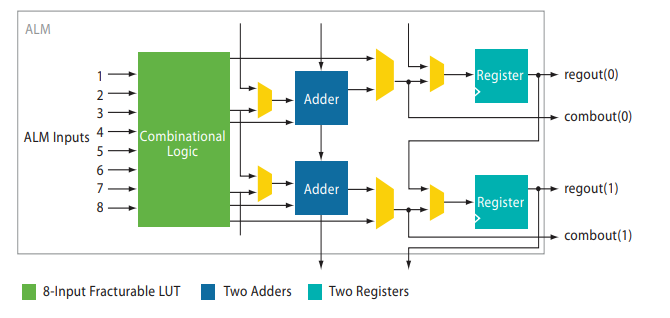 ALM
1
2
3
ALM Inputs 4
5
6
7
8
Combinational
Logic
Adder
Adder
Register
Register
regout(0)
combout(0)
regout(1)
combout(1)
8-Input Fracturable LUT
Two Adders
Two Registers